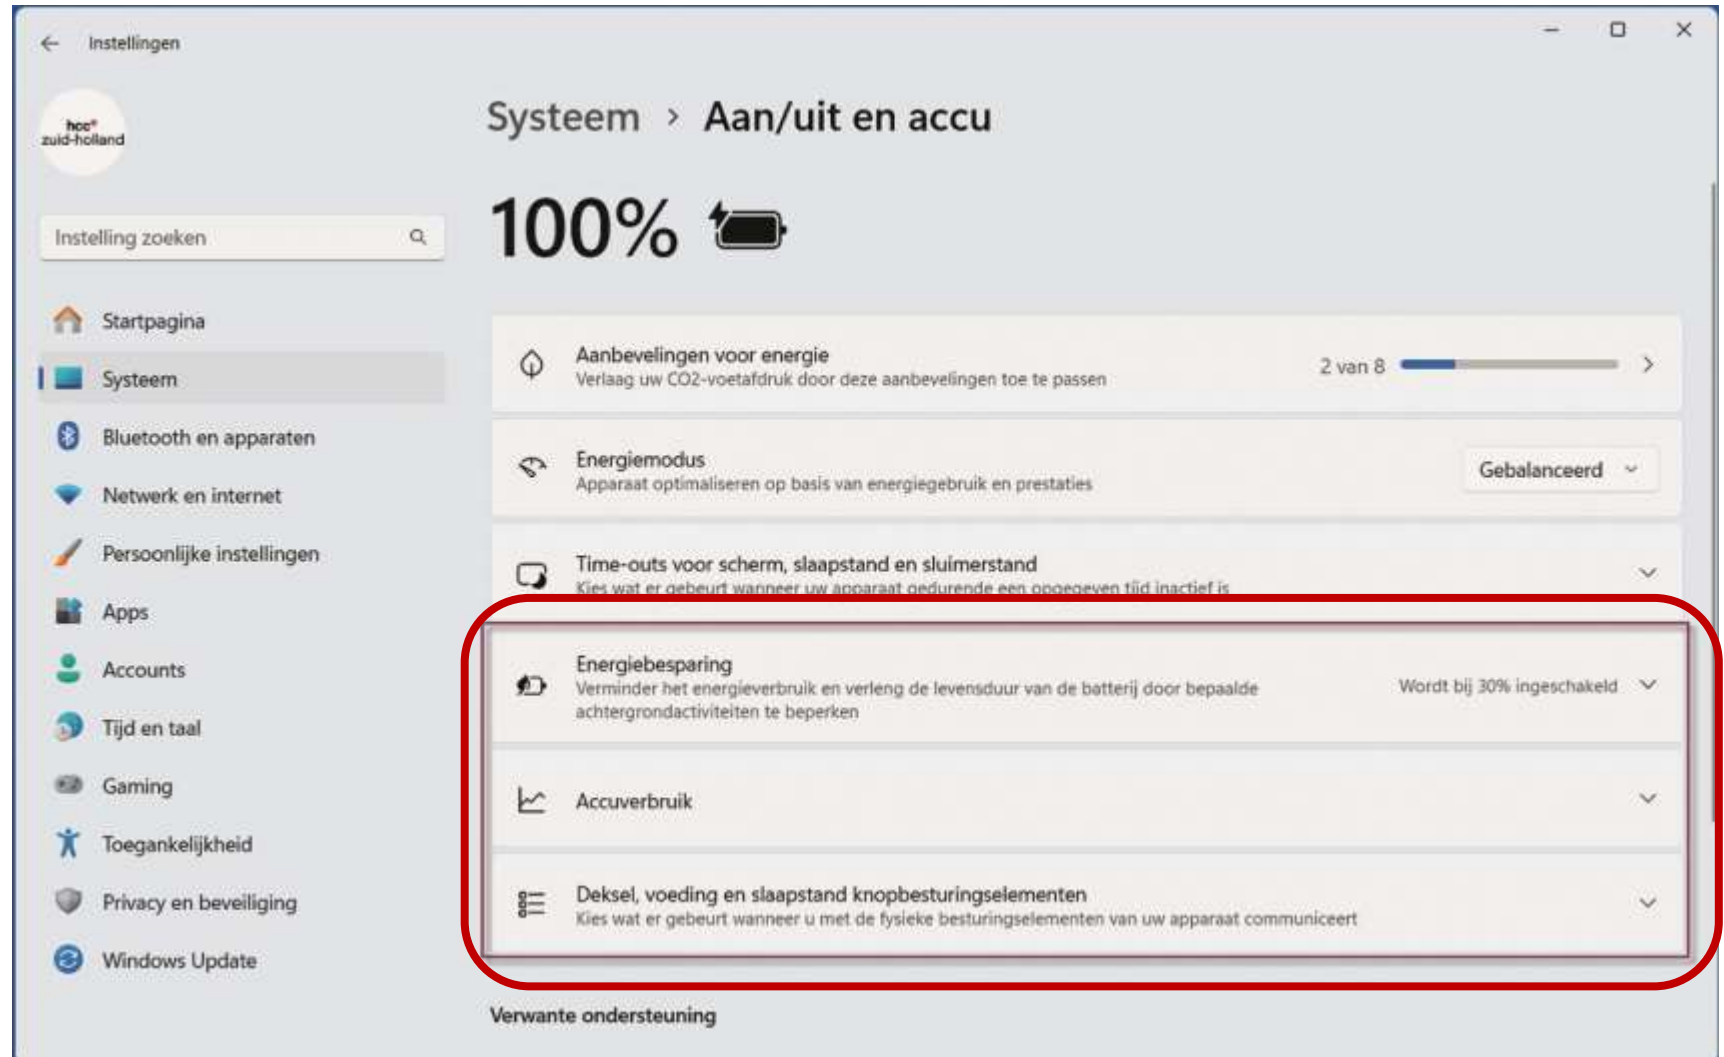 Instellingen
hcc
zuid-holland
Instelling zoeken
Startpagina
Systeem
Bluetooth en apparaten
Netwerk en internet
Persoonlijke instellingen
Apps
Accounts
Tijd en taal
Gaming
Toegankelijkheid
Privacy en beveiliging
Windows Update
Systeem > Aan/uit en accu
100%
Aanbevelingen voor energie
Verlaag uw CO2-voetafdruk door deze aanbevelingen toe te passen
2 van 8
Energiemodus
Apparaat optimaliseren op basis van energiegebruik en prestaties
Gebalanceerd
Time-outs voor scherm, slaapstand en sluimerstand
Kies wat er gebeurt wanneer uw apparaat gedurende een opgegeven tijd inactief is
Energiebesparing
Verminder het energieverbruik en verleng de levensduur van de batterij door bepaalde
achtergrondactiviteiten te beperken
Wordt bij 30% ingeschakeld
Accuverbruik
Deksel, voeding en slaapstand knopbesturingselementen
Kies wat er gebeurt wanneer u met de fysieke besturingselementen van uw apparaat communiceert
Verwante ondersteuning